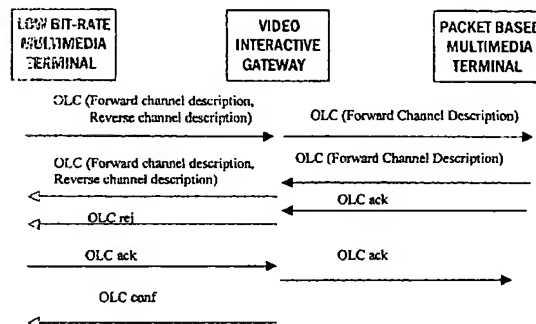 LOW BIT-RATE
MULTIMEDIA
TERMINAL
VIDEO
INTERACTIVE
GATEWAY
PACKET BASED
MULTIMEDIA
TERMINAL
OLC (Forward channel description,
Reverse channel description)
OLC (Forward Channel Description)
OLC (Forward channel description,
Reverse channel description)
OLC (Forward Channel Description)
OLC ack
OLC rej
OLC ack
OLC ack
OLC conf